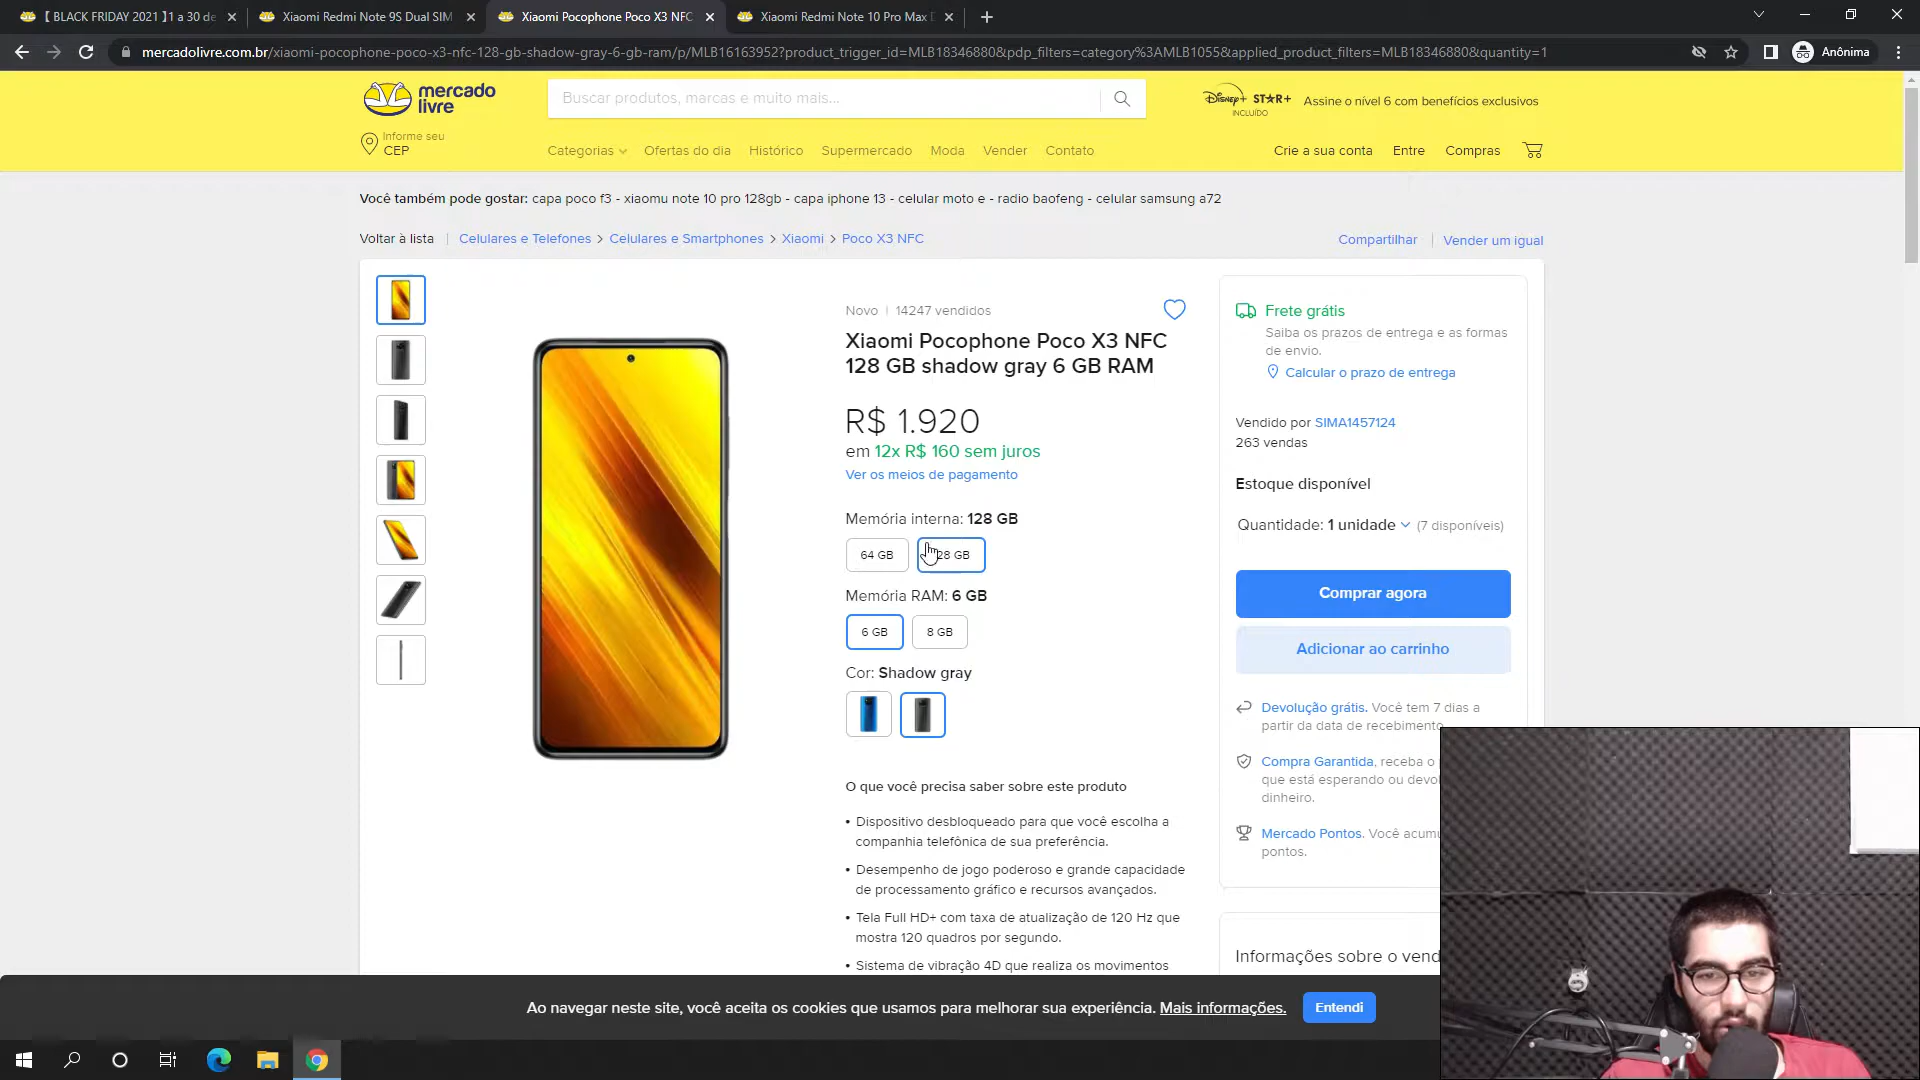 【 BLACK FRIDAY 2021 】1 a 30 de
Xiaomi Redmi Note 9S Dual SIM
Xiaomi Pocophone Poco X3 NFC
Xiaomi Redmi Note 10 Pro Max
mercadolivre.com.br/xiaomi-pocophone-poco-x3-nfc-128-gb-shadow-gray-6-gb-ram/p/MLB16163952?product_trigger_id=MLB18346880&pdp_filters=category%3AMLB1055&applied_product_filters=MLB18346880&quantity=1
Anônima
mercado
livre
Buscar produtos, marcas e muito mais...
Disney+ STAR+
INCLUÍDO
Assine o nível 6 com benefícios exclusivos
Informe seu
CEP
Categorias
Ofertas do dia
Histórico
Supermercado
Moda
Vender
Contato
Crie a sua conta
Entre
Compras
Você também pode gostar: capa poco f3 - xiaomu note 10 pro 128gb - capa iphone 13 - celular moto e - radio baofeng - celular samsung a72
Voltar à lista | Celulares e Telefones > Celulares e Smartphones > Xiaomi > Poco X3 NFC
Compartilhar | Vender um igual
Novo | 14247 vendidos
Xiaomi Pocophone Poco X3 NFC
128 GB shadow gray 6 GB RAM
R$ 1.920
em 12x R$ 160 sem juros
Ver os meios de pagamento
Memória interna: 128 GB
64 GB
28 GB
Memória RAM: 6 GB
6 GB
8 GB
Cor: Shadow gray
O que você precisa saber sobre este produto
• Dispositivo desbloqueado para que você escolha a
companhia telefônica de sua preferência.
• Desempenho de jogo poderoso e grande capacidade
de processamento gráfico e recursos avançados.
• Tela Full HD+ com taxa de atualização de 120 Hz que
mostra 120 quadros por segundo.
• Sistema de vibração 4D que realiza os movimentos
Frete grátis
Saiba os prazos de entrega e as formas
de envio.
Calcular o prazo de entrega
Vendido por SIMA1457124
263 vendas
Estoque disponível
Quantidade: 1 unidade (7 disponíveis)
Comprar agora
Adicionar ao carrinho
Devolução grátis. Você tem 7 dias a
partir da data de recebimento
Compra Garantida, receba o
que está esperando ou devol
dinheiro.
Mercado Pontos. Você acumu
pontos.
Informações sobre o vend
Ao navegar neste site, você aceita os cookies que usamos para melhorar sua experiência. Mais informações.
Entendi